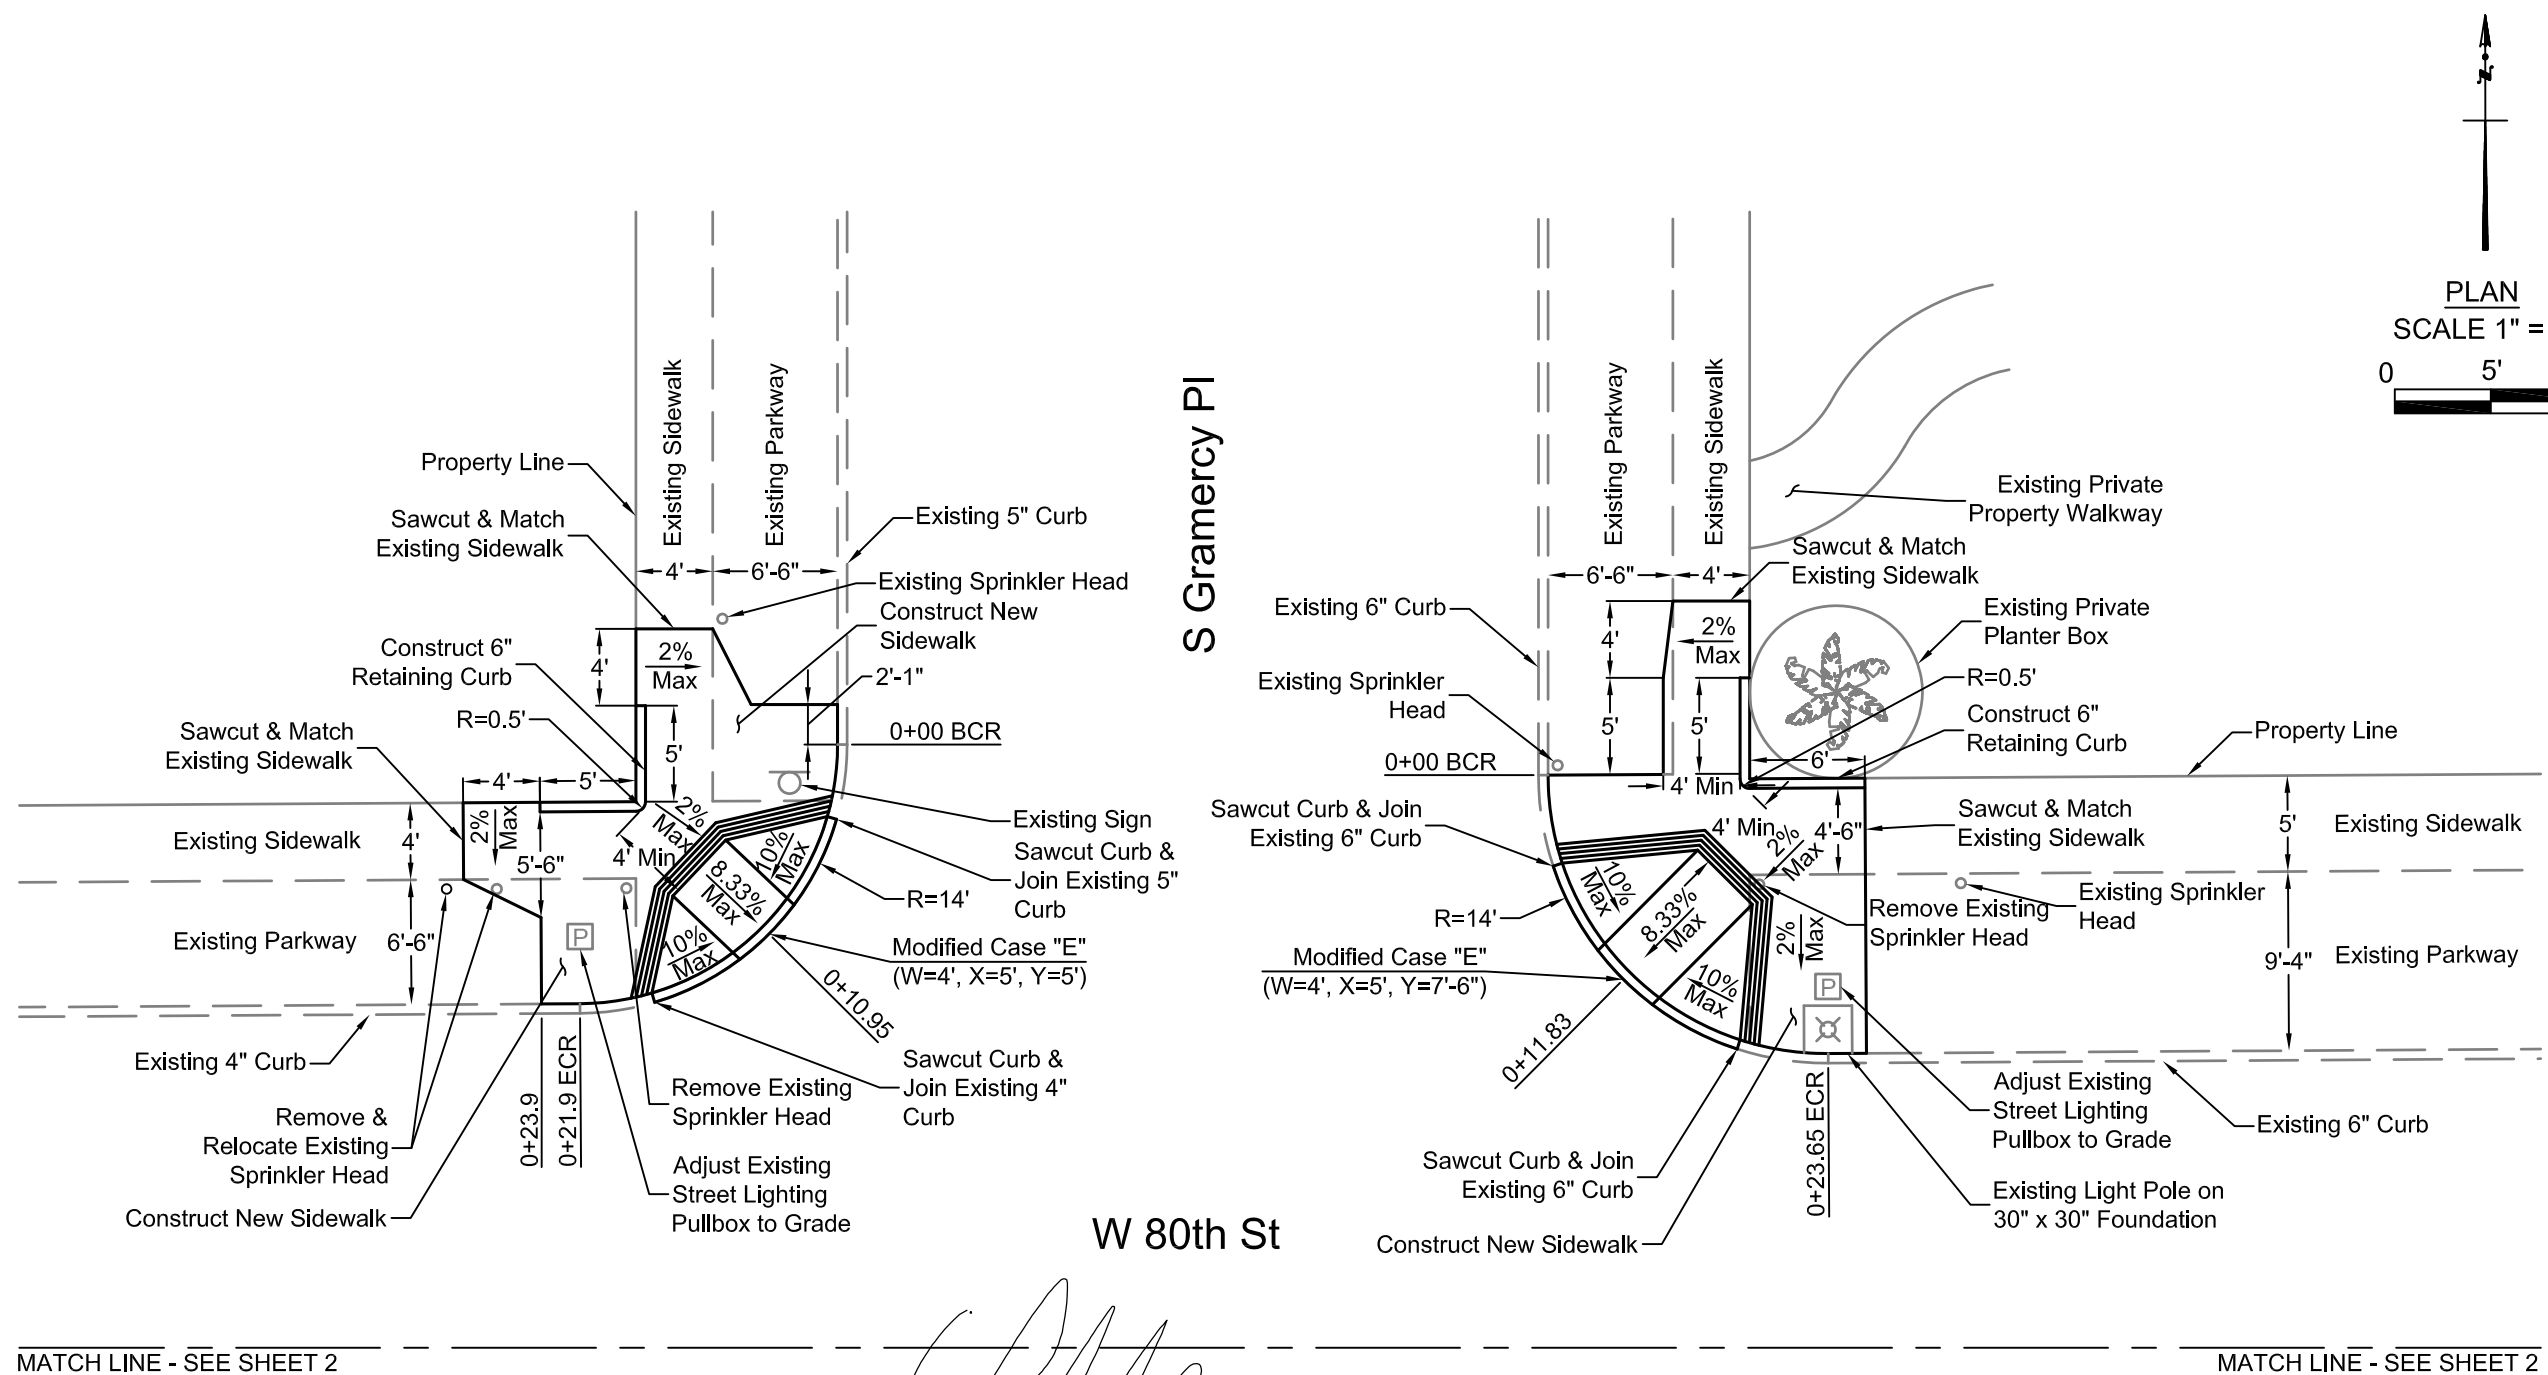 N
PLAN
SCALE 1" =
0 5'
Existing Sidewalk
Existing Parkway
Property Line
Sawcut & Match
Existing Sidewalk
Existing 5" Curb
4'
6'-6"
Existing Sprinkler Head
Construct New
Sidewalk
Construct 6"
Retaining Curb
4'
2%
Max
2'-1"
R=0.5'
0+00 BCR
Sawcut & Match
Existing Sidewalk
5'
4'
5'
Existing Sidewalk
4'
2%
Max
5'-6"
2%
Max
4' Min
10%
Max
8.33%
Max
10%
Max
Existing Sign
Sawcut Curb &
Join Existing 5"
Curb
R=14'
Existing Parkway
6'-6"
P
Modified Case "E"
(W=4', X=5', Y=5')
0+10.95
Existing 4" Curb
Sawcut Curb &
Join Existing 4"
Curb
0+23.9
0+21.9 ECR
Remove Existing
Sprinkler Head
Remove &
Relocate Existing
Sprinkler Head
Adjust Existing
Street Lighting
Pullbox to Grade
Construct New Sidewalk
S Gramercy Pl
W 80th St
Existing Parkway
Existing Sidewalk
Existing Private
Property Walkway
Sawcut & Match
Existing Sidewalk
6'-6"
4'
Existing 6" Curb
4'
2%
Max
Existing Private
Planter Box
R=0.5'
Existing Sprinkler
Head
5'
5'
Construct 6"
Retaining Curb
Property Line
0+00 BCR
6'
4' Min
Sawcut Curb & Join
Existing 6" Curb
4' Min
4'-6"
2%
Max
Sawcut & Match
Existing Sidewalk
5'
Existing Sidewalk
10%
Max
8.33%
Max
10%
Max
R=14'
Remove Existing
Sprinkler Head
Existing Sprinkler
Head
Modified Case "E"
(W=4', X=5', Y=7'-6")
2%
Max
P
9'-4"
Existing Parkway
0+11.83
0+23.65 ECR
Adjust Existing
Street Lighting
Pullbox to Grade
Existing 6" Curb
Sawcut Curb & Join
Existing 6" Curb
Existing Light Pole on
30" x 30" Foundation
Construct New Sidewalk
MATCH LINE - SEE SHEET 2
MATCH LINE - SEE SHEET 2